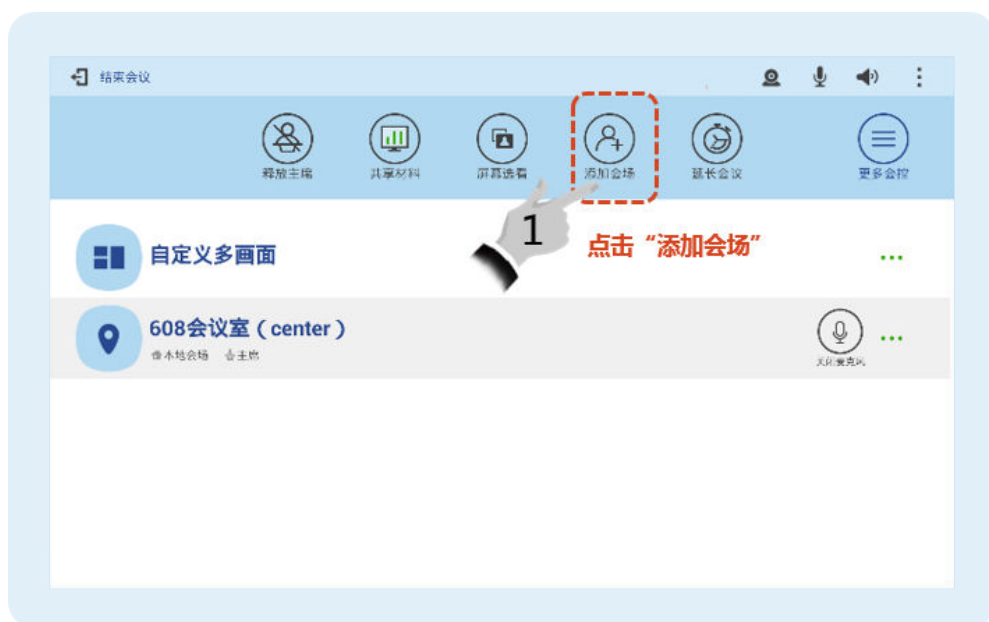 结束会议
释放主席
共享材料
屏幕选看
添加会场
延长会议
更多会控
1
点击“添加会场”
自定义多画面
608会议室（center）
本地会场 主席
关闭麦克风